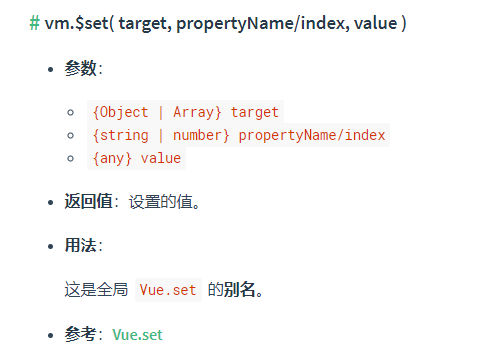 # vm.$set( target, propertyName/index, value )
参数：
{Object | Array} target
{string | number} propertyName/index
{any} value
返回值：设置的值。
用法：
这是全局 Vue.set 的别名。
参考：Vue.set